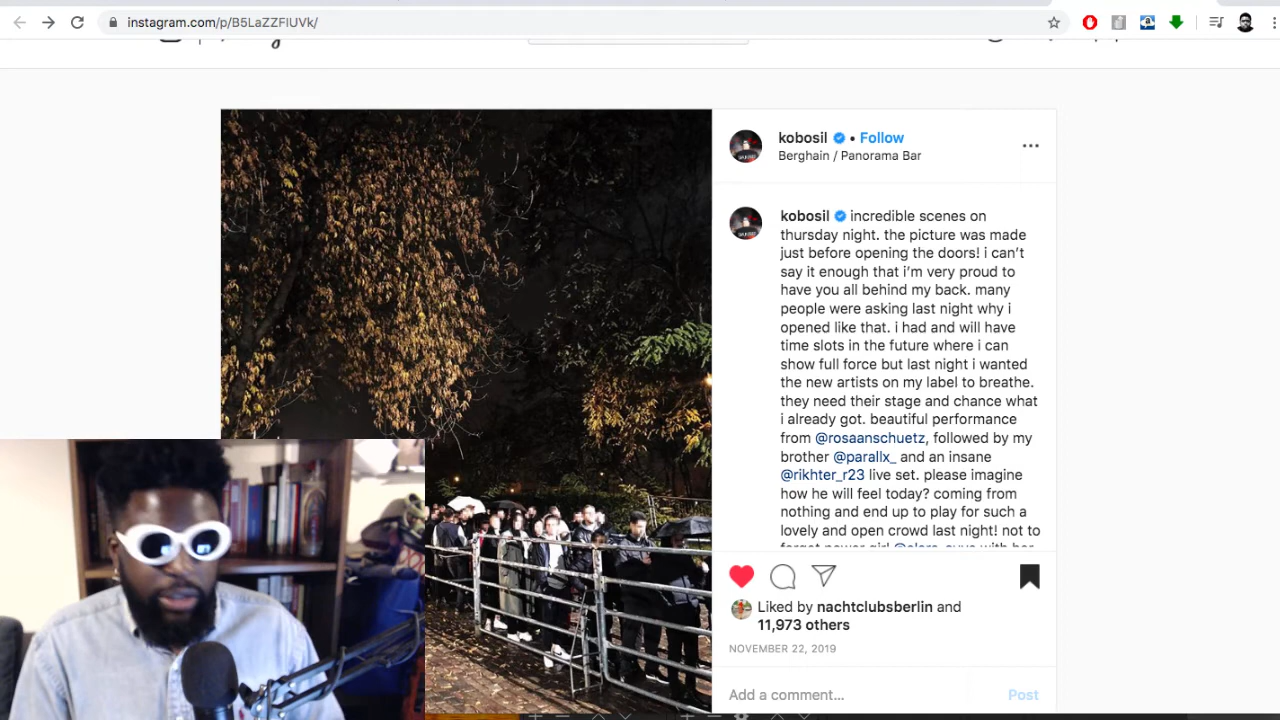 instagram.com/p/B5LaZZFlUVk/
kobosil • Follow
Berghain / Panorama Bar
kobosil incredible scenes on
thursday night. the picture was made
just before opening the doors! i can't
say it enough that i'm very proud to
have you all behind my back. many
people were asking last night why i
opened like that. i had and will have
time slots in the future where i can
show full force but last night i wanted
the new artists on my label to breathe.
they need their stage and chance what
i already got. beautiful performance
from @rosaanschuetz, followed by my
brother @parallx_ and an insane
@rikhter_r23 live set. please imagine
how he will feel today? coming from
nothing and end up to play for such a
lovely and open crowd last night! not to
Liked by nachtclubsberlin and
11,973 others
NOVEMBER 22, 2019
Add a comment...
Post